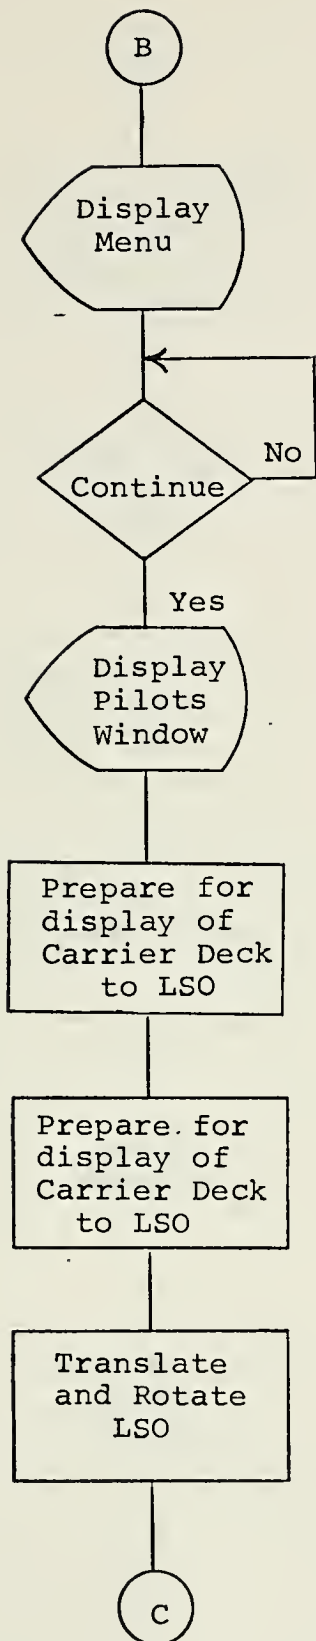 B
Display
Menu
No
Continue
Yes
Display
Pilots
Window
Prepare for
display of
Carrier Deck
to LSO
Prepare for
display of
Carrier Deck
to LSO
Translate
and Rotate
LSO
C